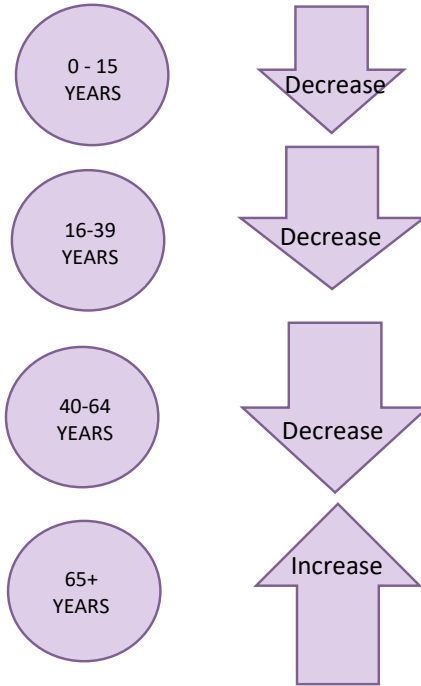 0 - 15
YEARS
Decrease
16-39
YEARS
Decrease
40-64
YEARS
Decrease
65+
YEARS
Increase